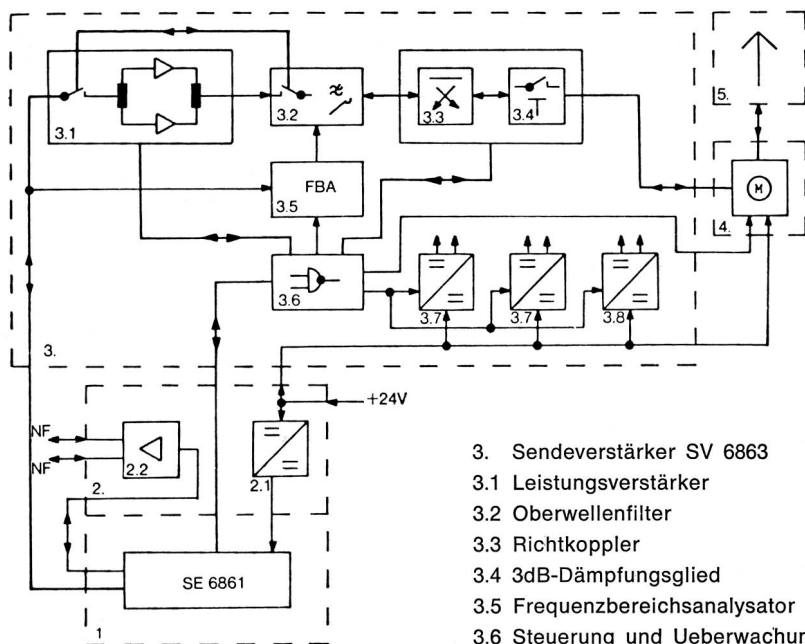 5.
3.1
3.2
3.3
3.4
M
4.
FBA
3.5
3.6
3.7
3.7
3.8
3.
+24V
NF
NF
2.2
2.
2.1
SE 6861
1
3. Sendeverstärker SV 6863
3.1 Leistungsverstärker
3.2 Oberwellenfilter
3.3 Richtkoppler
3.4 3dB-Dämpfungsglied
3.5 Frequenzbereichsanalysator
3.6 Steuerung und Ueberwachun